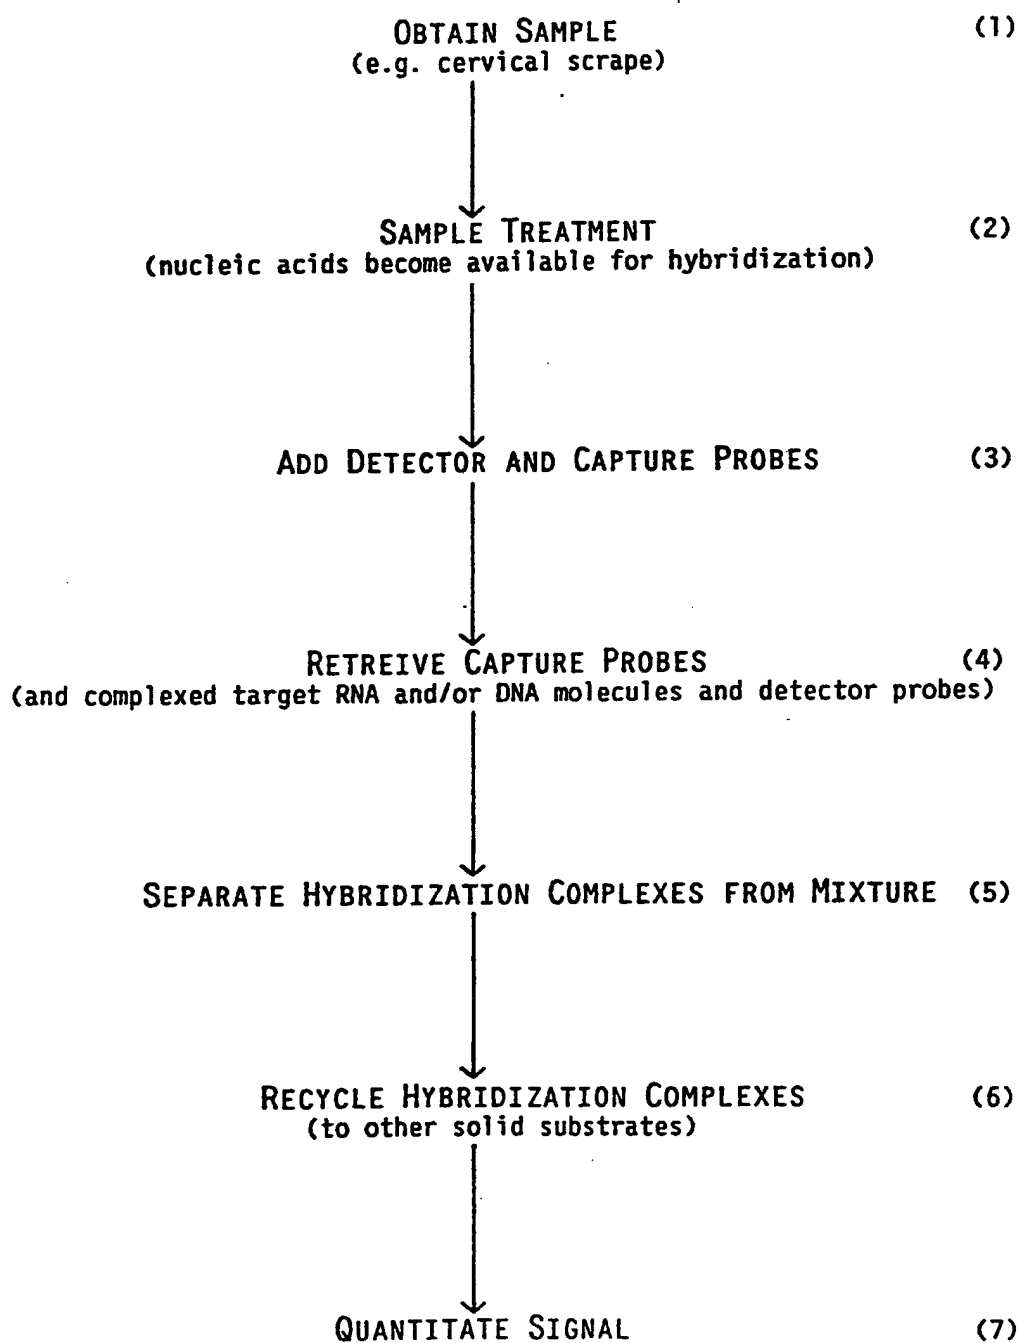 OBTAIN SAMPLE (1)
(e.g. cervical scrape)
SAMPLE TREATMENT (2)
(nucleic acids become available for hybridization)
ADD DETECTOR AND CAPTURE PROBES (3)
RETREIVE CAPTURE PROBES (4)
(and complexed target RNA and/or DNA molecules and detector probes)
SEPARATE HYBRIDIZATION COMPLEXES FROM MIXTURE (5)
RECYCLE HYBRIDIZATION COMPLEXES (6)
(to other solid substrates)
QUANTITATE SIGNAL (7)